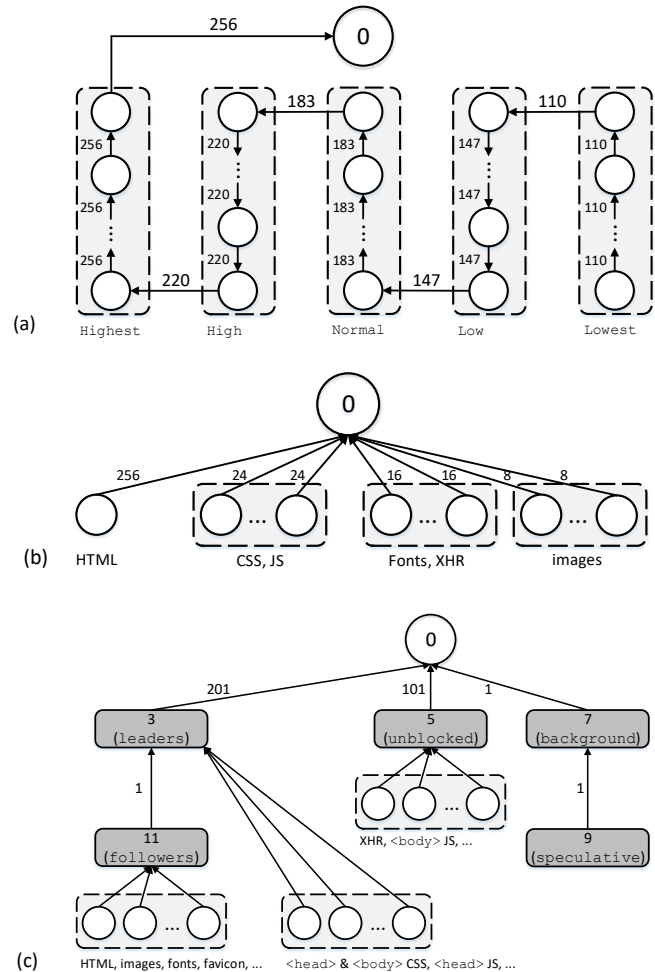 256
0
183
110
256
220
183
147
110
...
...
256
220
183
147
110
...
...
...
256
220
183
147
110
220
147
(a)
Highest
High
Normal
Low
Lowest
0
256
24
24
16
16
8
8
...
...
...
(b)
HTML
CSS, JS
Fonts, XHR
images
0
201
101
1
3
(leaders)
5
(unblocked)
7
(background)
1
1
...
XHR, <body> JS, ...
11
(followers)
9
(speculative)
...
...
(c)
HTML, images, fonts, favicon, ...
<head> & <body> CSS, <head> JS, ...